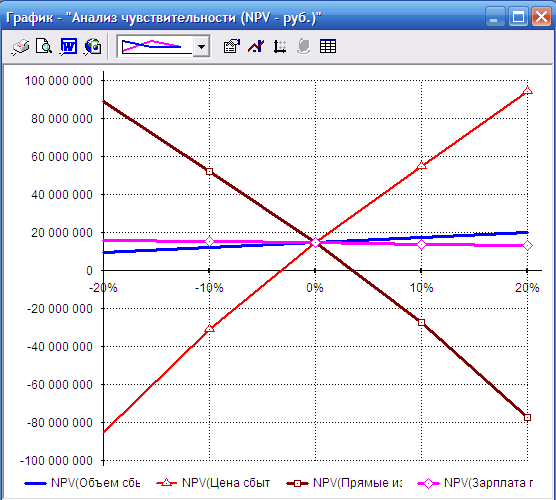 График - "Анализ чувствительности (NPV - руб.)"
100 000 000
80 000 000
60 000 000
40 000 000
20 000 000
0
-20% -10% 0% 10% 20%
-20 000 000
-40 000 000
-60 000 000
-80 000 000
-100 000 000
NPV(Объем сбы NPV(Цена сбыт NPV(Прямые из NPV(Зарплата п